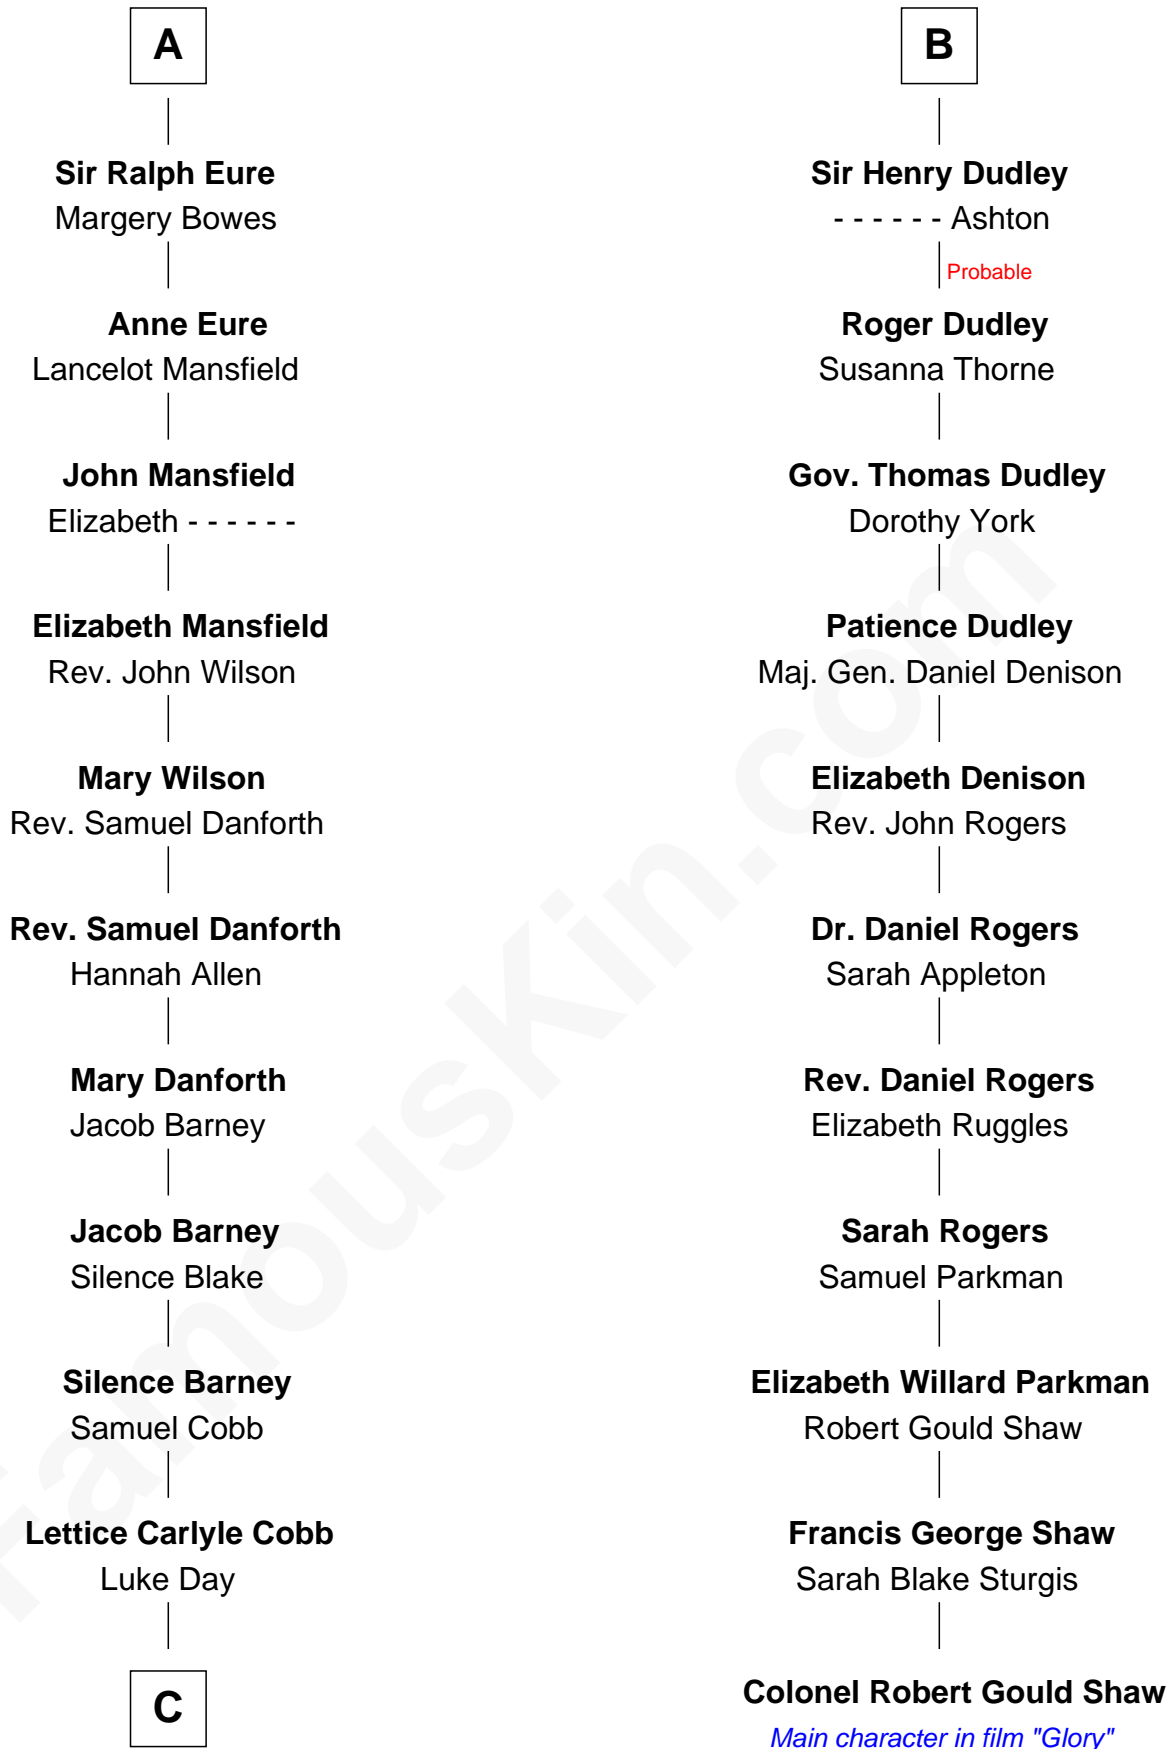 A
Sir Ralph Eure
Margery Bowes
Anne Eure
Lancelot Mansfield
John Mansfield
Elizabeth - - - - - -
Elizabeth Mansfield
Rev. John Wilson
Mary Wilson
Rev. Samuel Danforth
Rev. Samuel Danforth
Hannah Allen
Mary Danforth
Jacob Barney
Jacob Barney
Silence Blake
Silence Barney
Samuel Cobb
Lettice Carlyle Cobb
Luke Day
C
B
Sir Henry Dudley
- - - - - - Ashton
Probable
Roger Dudley
Susanna Thorne
Gov. Thomas Dudley
Dorothy York
Patience Dudley
Maj. Gen. Daniel Denison
Elizabeth Denison
Rev. John Rogers
Dr. Daniel Rogers
Sarah Appleton
Rev. Daniel Rogers
Elizabeth Ruggles
Sarah Rogers
Samuel Parkman
Elizabeth Willard Parkman
Robert Gould Shaw
Francis George Shaw
Sarah Blake Sturgis
Colonel Robert Gould Shaw
Main character in film "Glory"
FamousKin.com